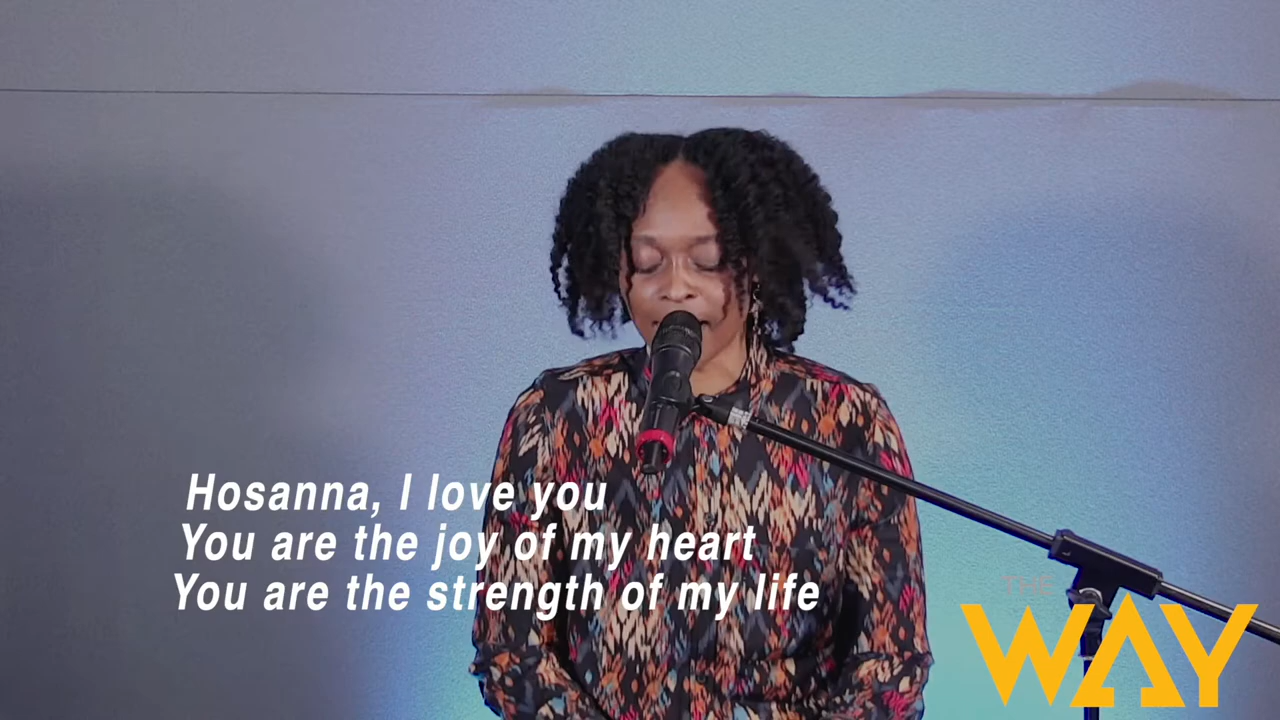 Hosanna, I love you
You are the joy of my heart
You are the strength of my life
THE
WAY